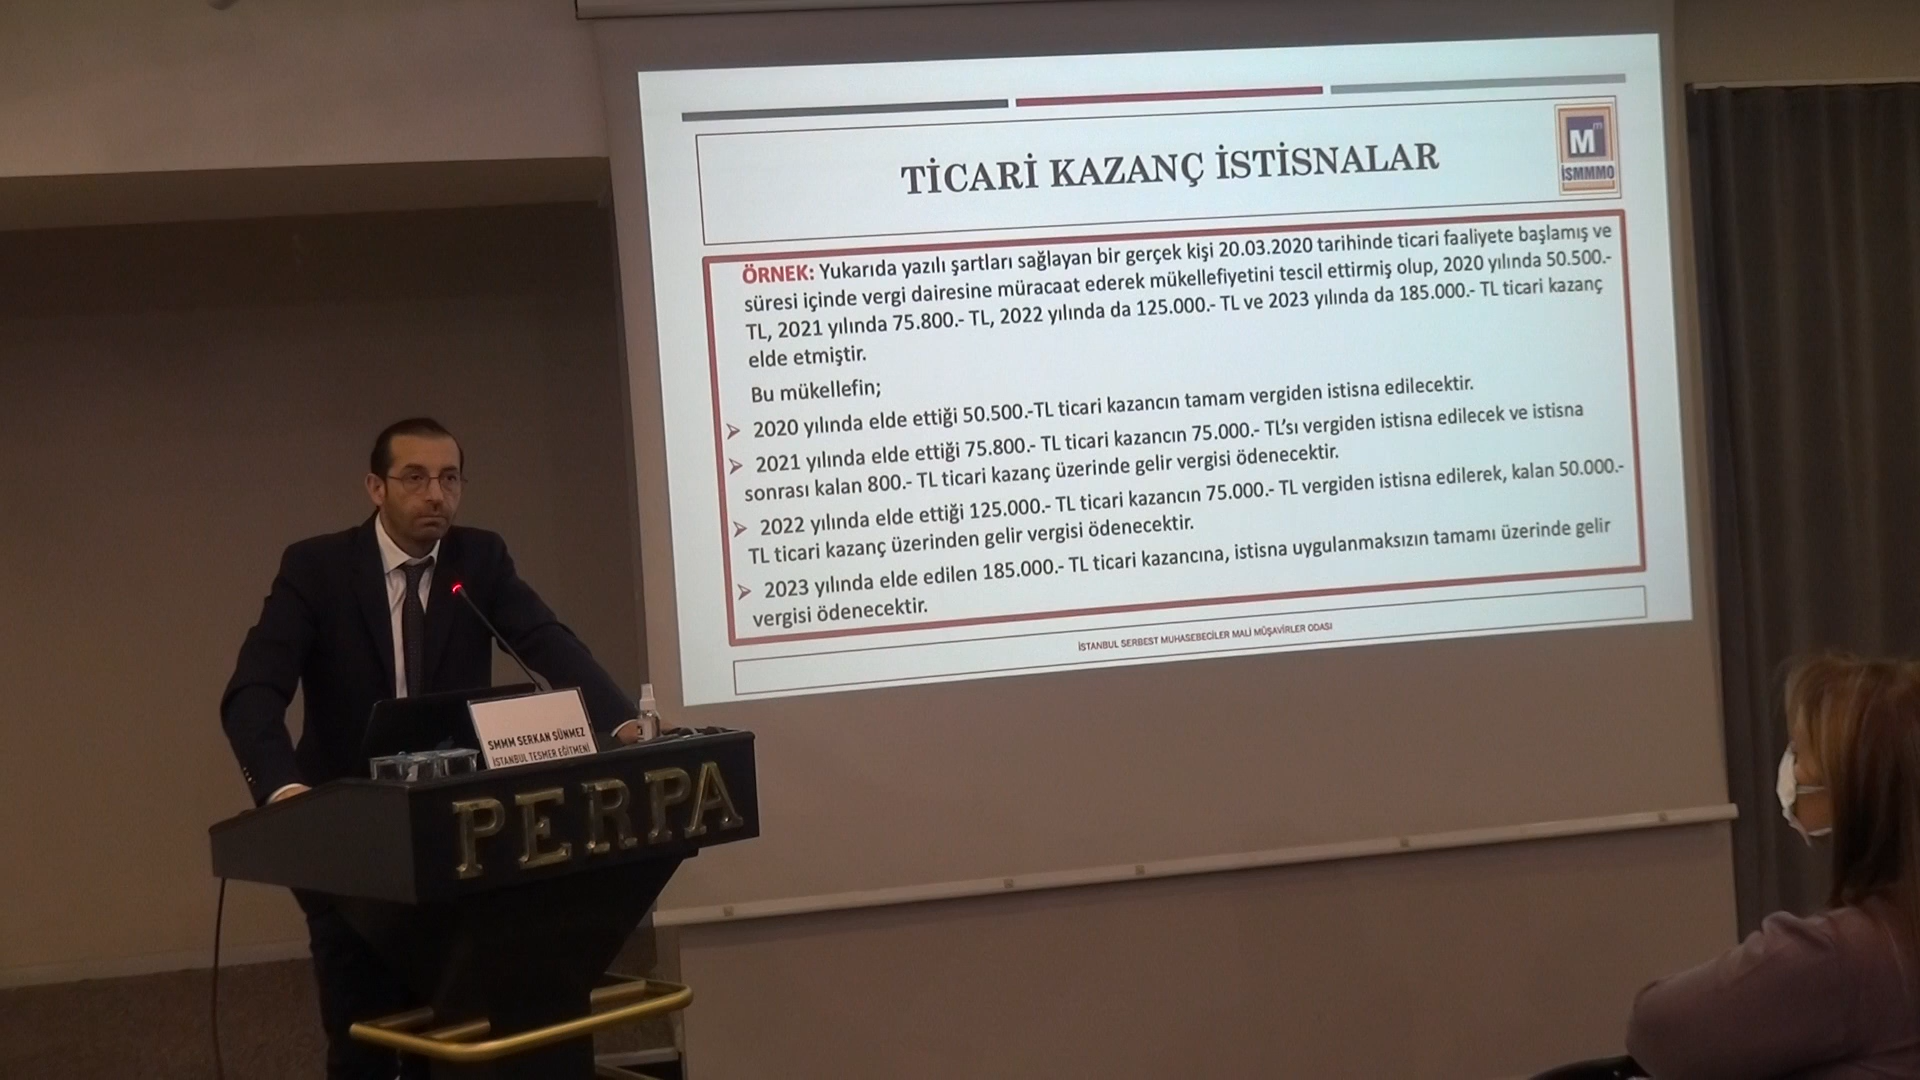 TİCARİ KAZANÇ İSTİSNALAR
Mm
İSMMMO
ÖRNEK: Yukarıda yazılı şartları sağlayan bir gerçek kişi 20.03.2020 tarihinde ticari faaliyete başlamış ve
süresi içinde vergi dairesine müracaat ederek mükellefiyetini tescil ettirmiş olup, 2020 yılında 50.500.-
TL, 2021 yılında 75.800.- TL, 2022 yılında da 125.000.- TL ve 2023 yılında da 185.000.- TL ticari kazanç
elde etmiştir.
Bu mükellefin;
➢ 2020 yılında elde ettiği 50.500.-TL ticari kazancın tamam vergiden istisna edilecektir.
➢ 2021 yılında elde ettiği 75.800.- TL ticari kazancın 75.000.- TL’sı vergiden istisna edilecek ve istisna
sonrası kalan 800.- TL ticari kazanç üzerinde gelir vergisi ödenecektir.
➢ 2022 yılında elde ettiği 125.000.- TL ticari kazancın 75.000.- TL vergiden istisna edilerek, kalan 50.000.-
TL ticari kazanç üzerinden gelir vergisi ödenecektir.
➢ 2023 yılında elde edilen 185.000.- TL ticari kazancına, istisna uygulanmaksızın tamamı üzerinde gelir
vergisi ödenecektir.
İSTANBUL SERBEST MUHASEBECİLER MALİ MÜŞAVİRLER ODASI
SMMM SERKAN SÜNMEZ
İSTANBUL TESMER EĞİTMENİ
PERPA